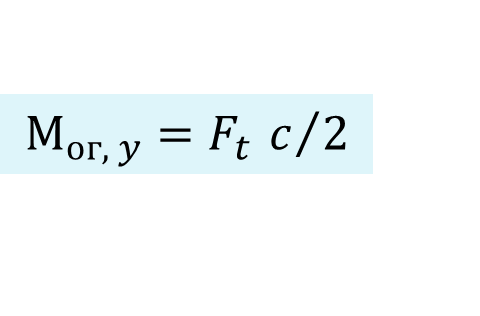 Mог, y = Ft c/2